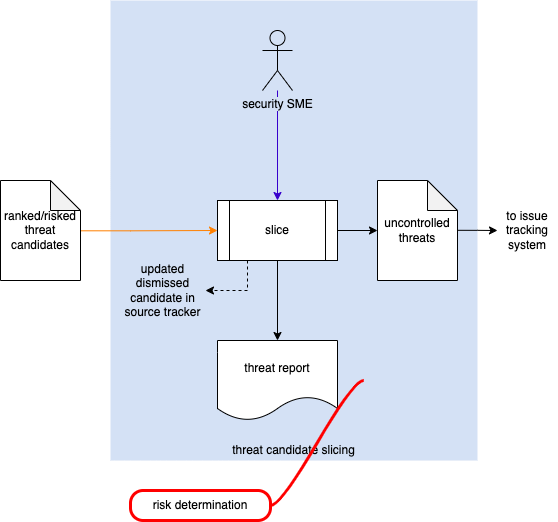 security SME
ranked/risked
threat
candidates
slice
uncontrolled
threats
to issue
tracking
system
updated
dismissed
candidate in
source tracker
threat report
threat candidate slicing
risk determination